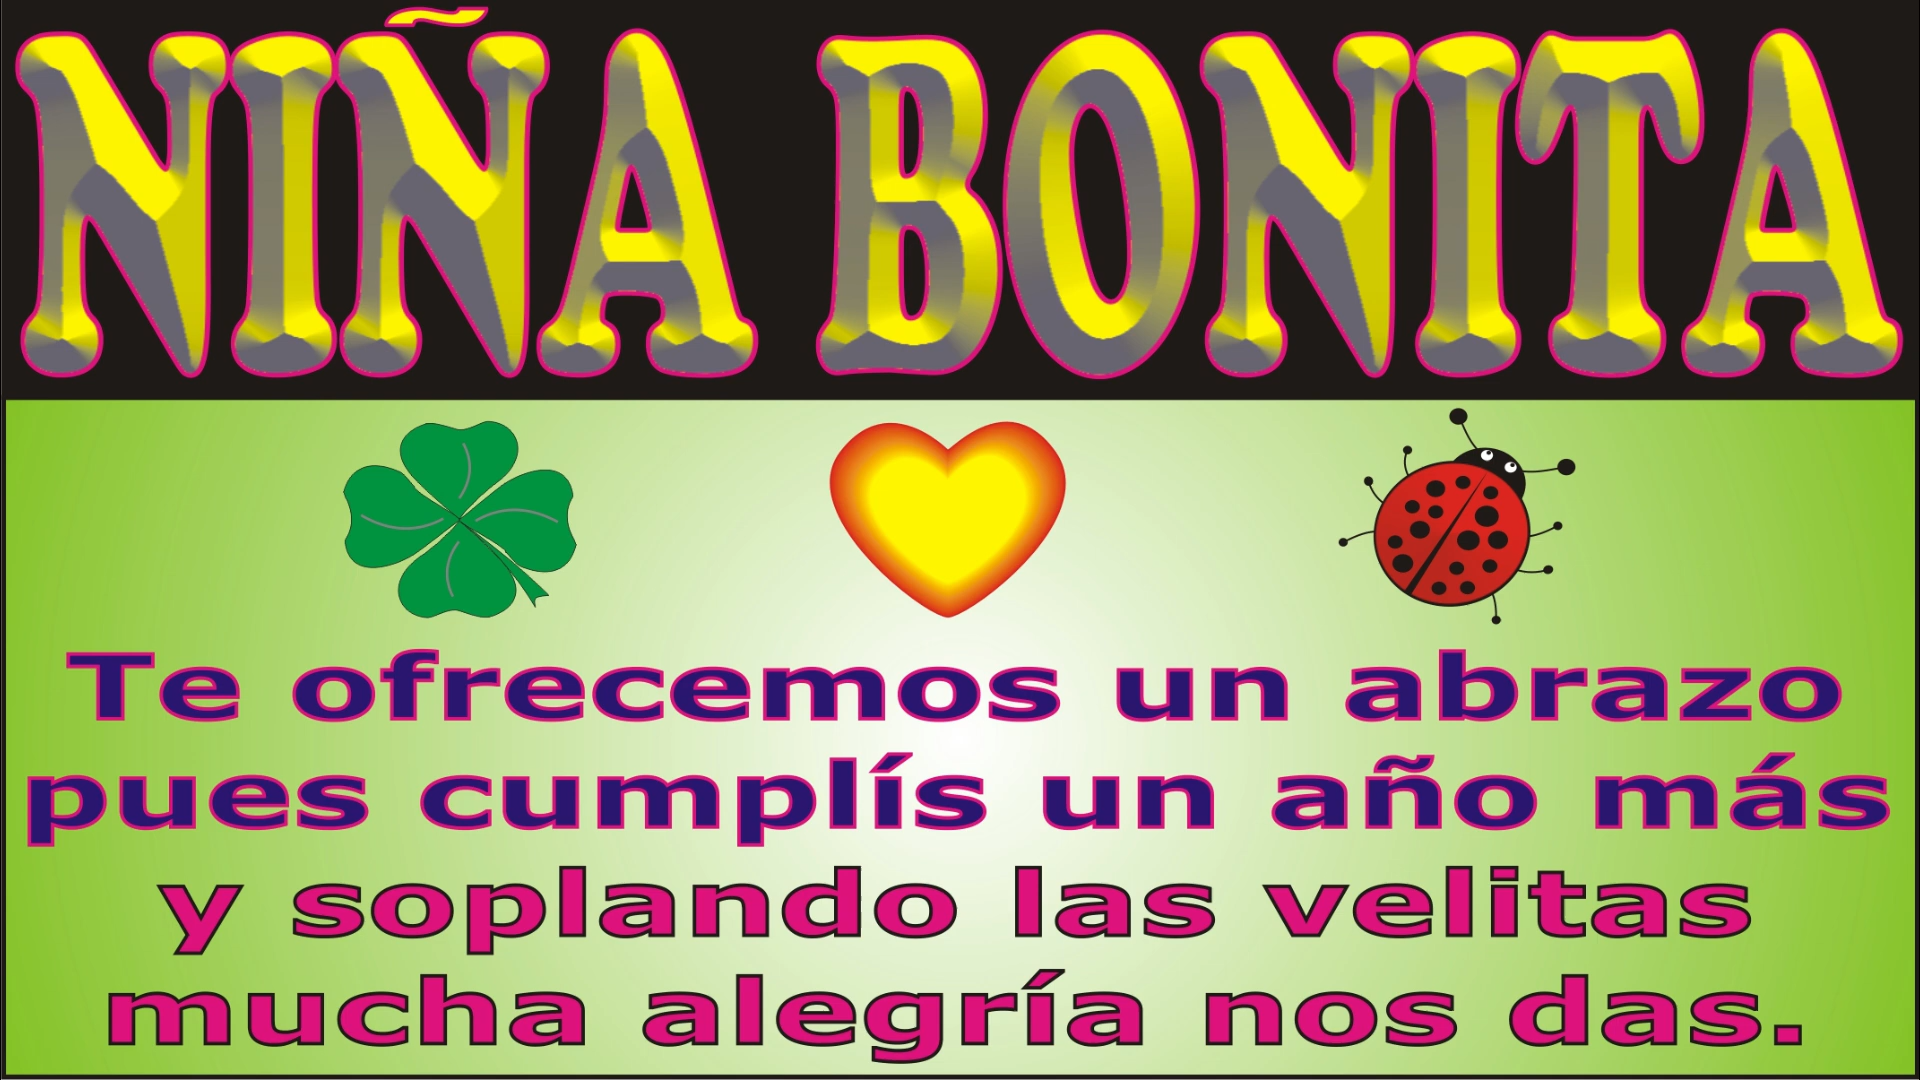 NIÑA BONITA
Te ofrecemos un abrazo
pues cumplís un año más
y soplando las velitas
mucha alegría nos das.